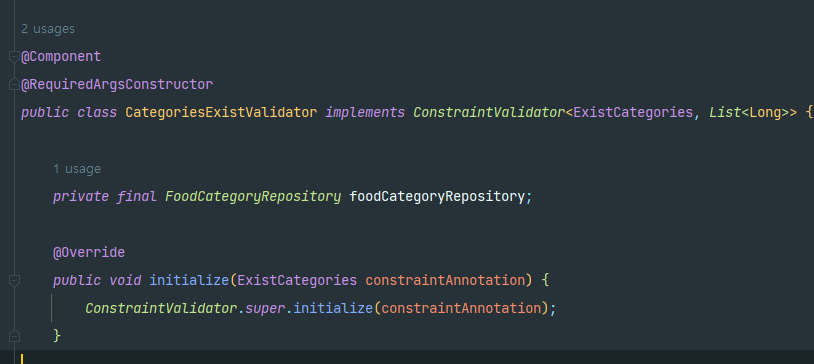 2 usages
@Component
@RequiredArgsConstructor
public class CategoriesExistValidator implements ConstraintValidator<ExistCategories, List<Long>> {
1 usage
private final FoodCategoryRepository foodCategoryRepository;
@Override
public void initialize(ExistCategories constraintAnnotation) {
ConstraintValidator.super.initialize(constraintAnnotation);
}